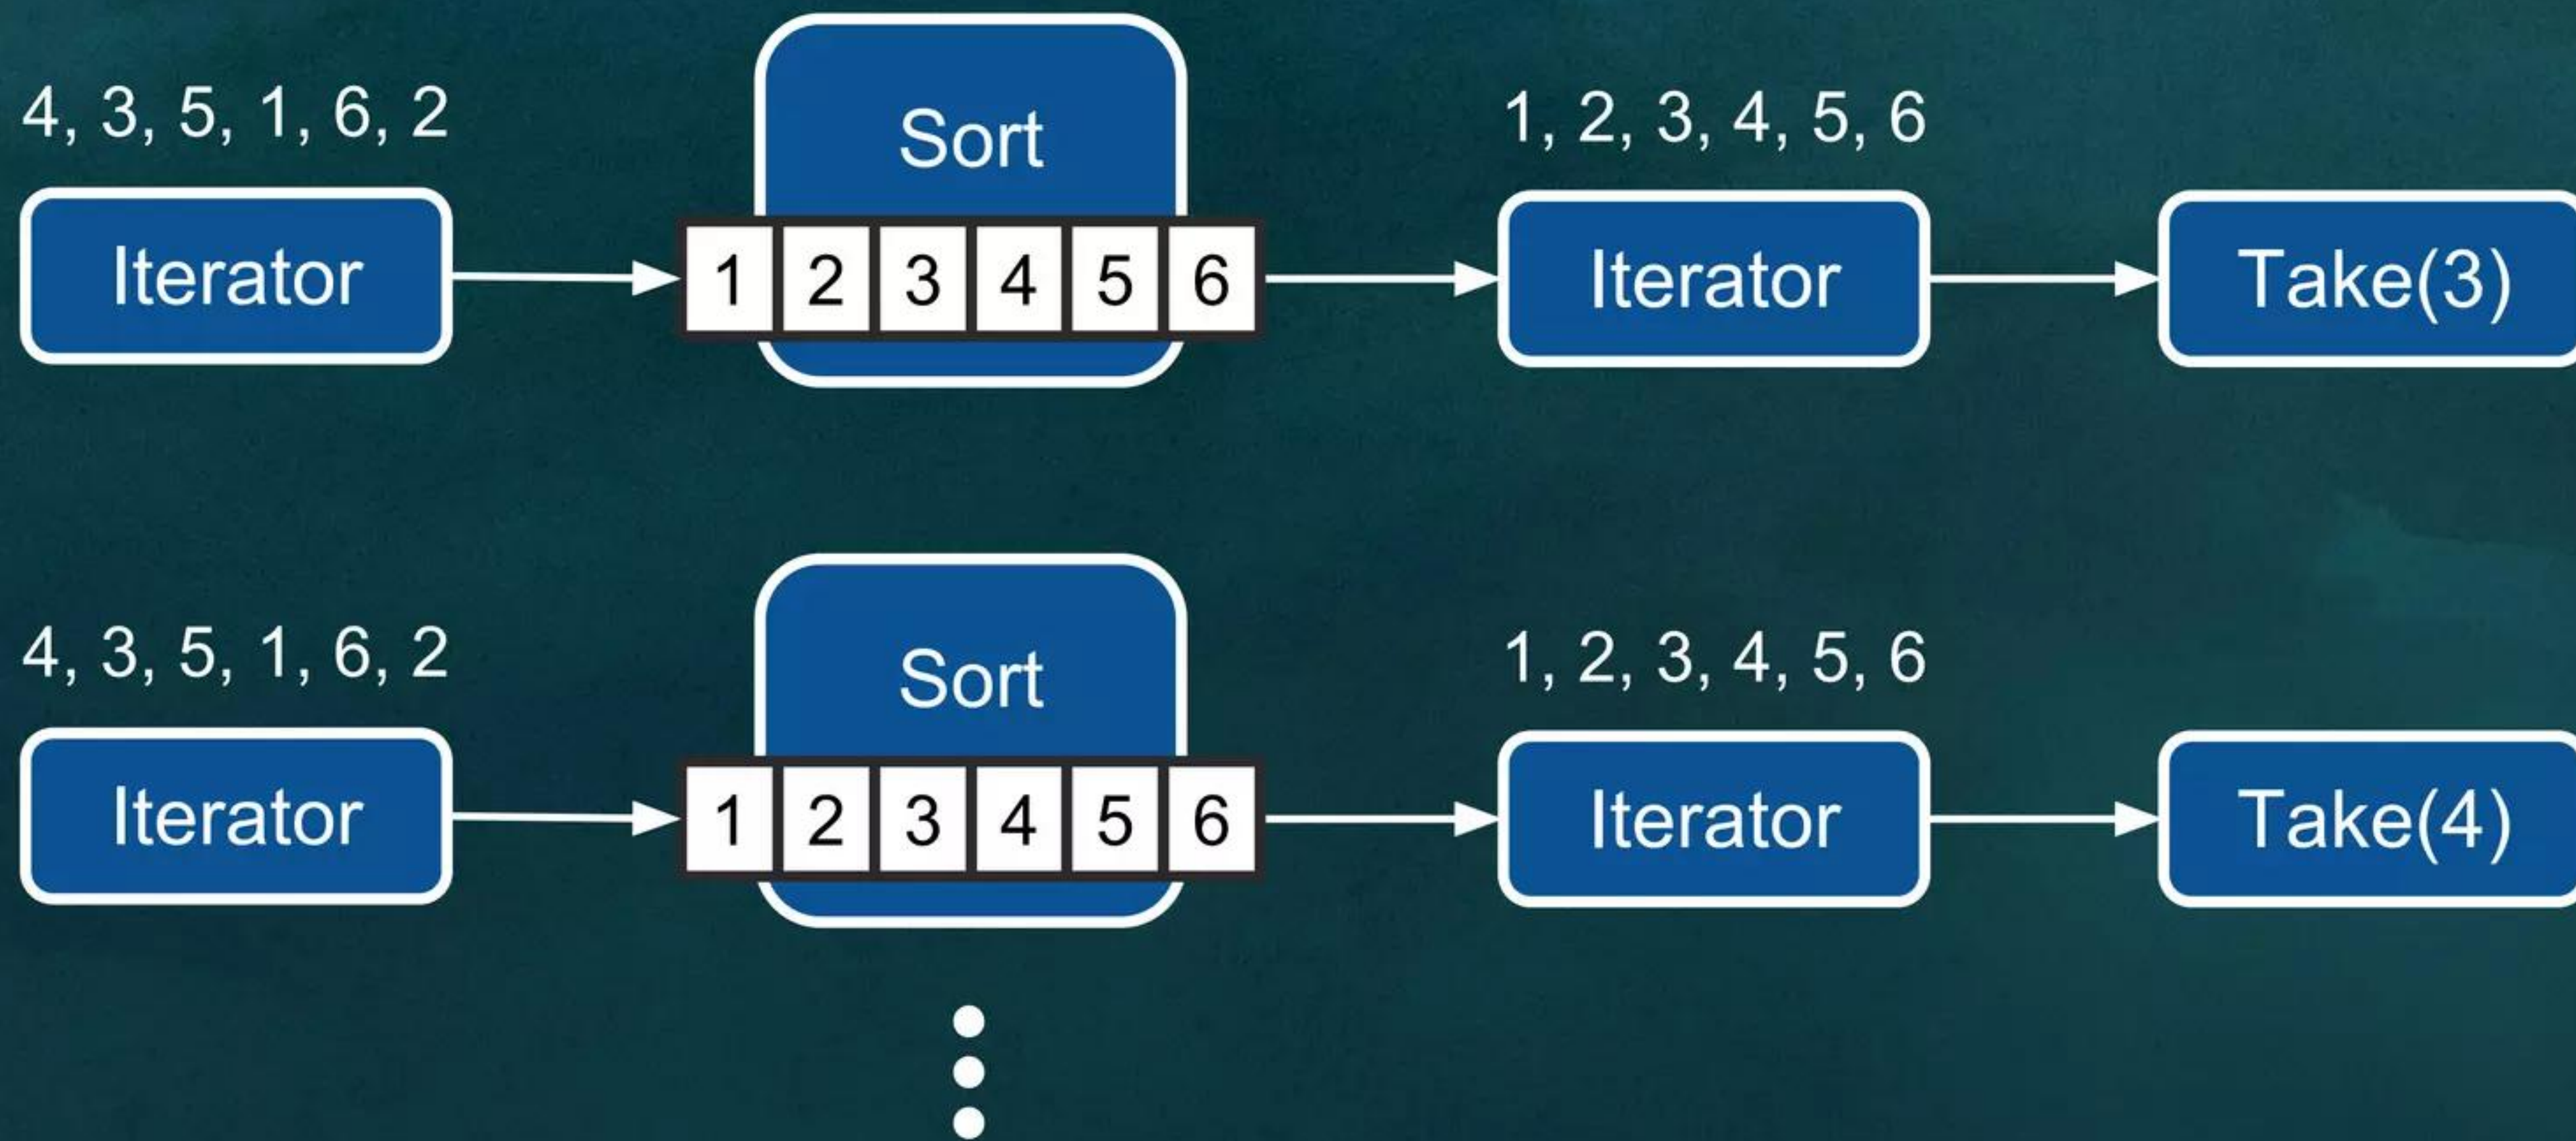 4, 3, 5, 1, 6, 2
Sort
1, 2, 3, 4, 5, 6
Iterator
1 2 3 4 5 6
Iterator
Take(3)
4, 3, 5, 1, 6, 2
Sort
1, 2, 3, 4, 5, 6
Iterator
1 2 3 4 5 6
Iterator
Take(4)